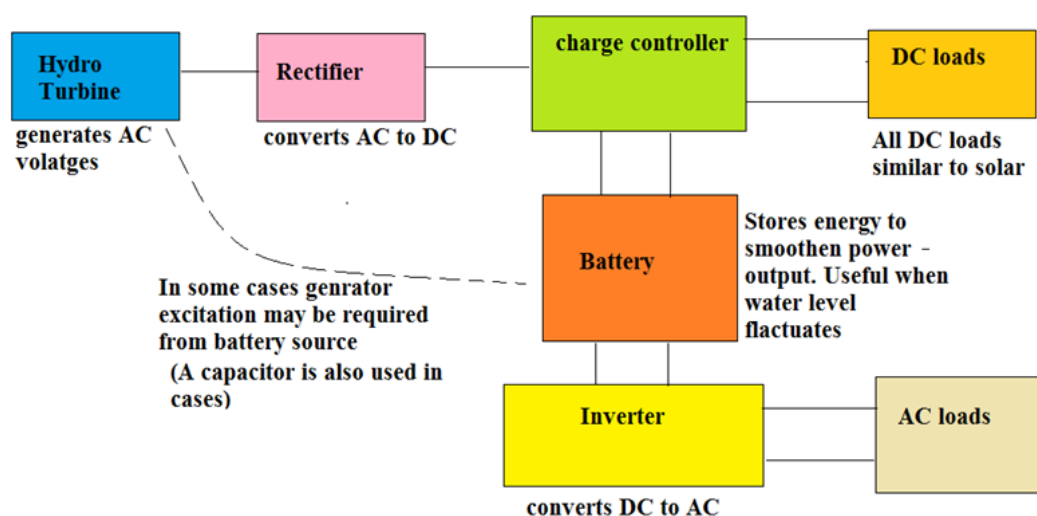 Hydro
Turbine
generates AC
volatges
Rectifier
converts AC to DC
charge controller
DC loads
All DC loads
similar to solar
Battery
Stores energy to
smoothen power -
output. Useful when
water level
flactuates
In some cases genrator
excitation may be required
from battery source
(A capacitor is also used in
cases)
Inverter
converts DC to AC
AC loads